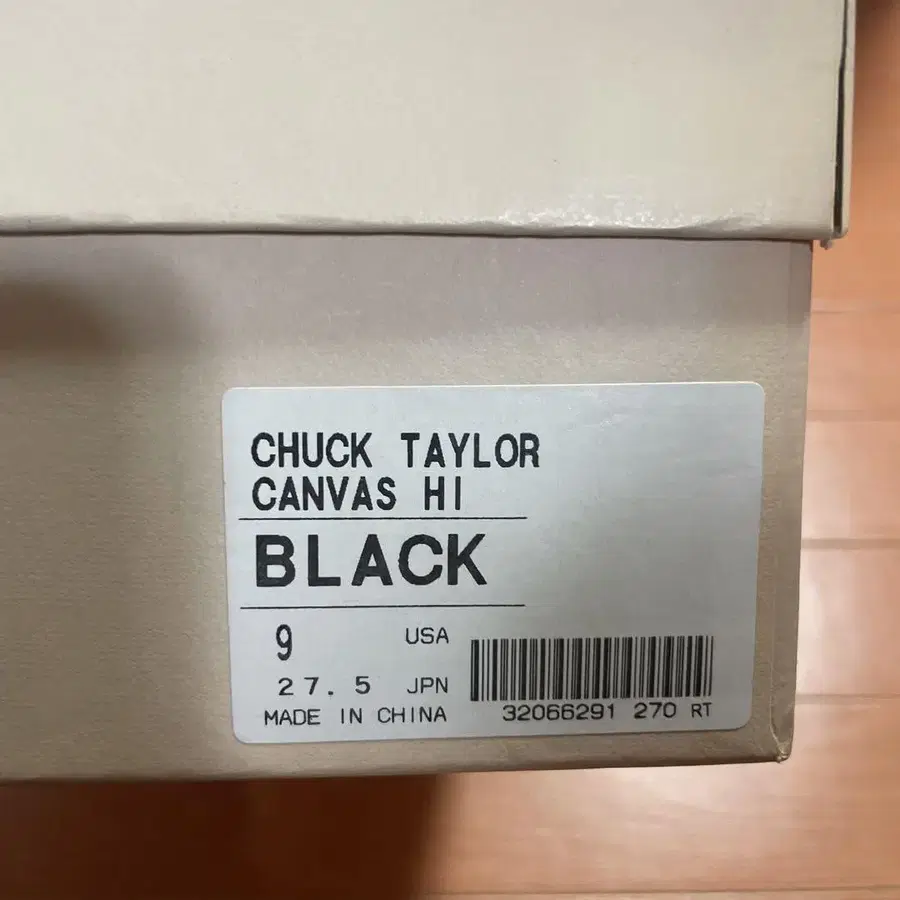 CHUCK TAYLOR
CANVAS HI
BLACK
9 USA
27.5 JPN
MADE IN CHINA
32066291 270 RT